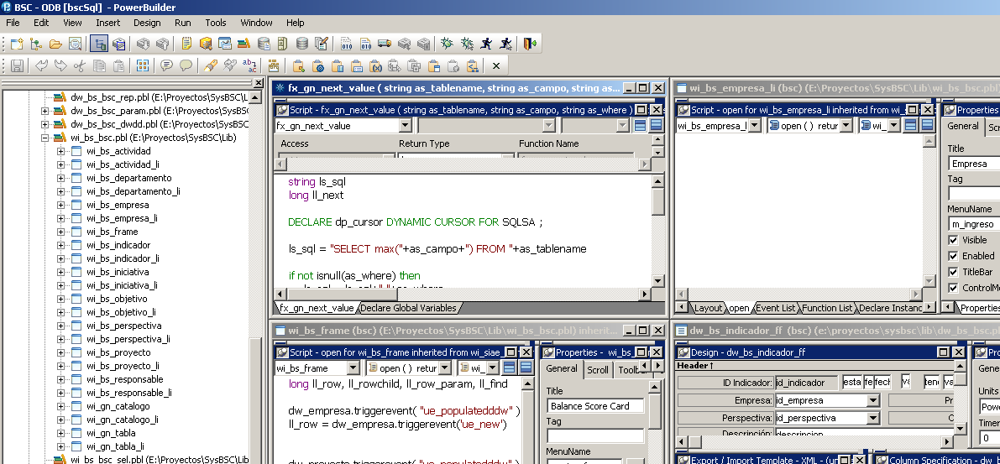 BSC - ODB [bscSql] - PowerBuilder
File Edit View Insert Design Run Tools Window Help
dw_bs_bsc_rep.pbl (E:\Proyectos\SysBSC\L
dw_bs_bsc_param.pbl (E:\Proyectos\SysBS
dw_bs_bsc_dwdd.pbl (E:\Proyectos\SysBSC
wi_bs_bsc.pbl (E:\Proyectos\SysBSC\Lib)
wi_bs_actividad
wi_bs_actividad_li
wi_bs_departamento
wi_bs_departamento_li
wi_bs_empresa
wi_bs_empresa_li
wi_bs_frame
wi_bs_indicador
wi_bs_indicador_li
wi_bs_iniciativa
wi_bs_iniciativa_li
wi_bs_objetivo
wi_bs_objetivo_li
wi_bs_perspectiva
wi_bs_perspectiva_li
wi_bs_proyecto
wi_bs_proyecto_li
wi_bs_responsable
wi_bs_responsable_li
wi_gn_catalogo
wi_gn_catalogo_li
wi_gn_tabla
wi_gn_tabla_li
wi_bs_bsc_sel.pbl (E:\Proyectos\SysBSC\Lib
fx_gn_next_value ( string as_tablename, string as_campo, string as...
Script - fx_gn_next_value ( string as_tablename, string as_campo, string as_where )
fx_gn_next_value
Access Return Type Function Name
string ls_sql
long ll_next
DECLARE dp_cursor DYNAMIC CURSOR FOR SQLSA ;
ls_sql = "SELECT max("+as_campo+") FROM "+as_tablename
if not isnull(as_where) then
fx_gn_next_value Declare Global Variables
wi_bs_empresa_li (bsc) (E:\Proyectos\SysBSC\Lib\wi_bs_bsc.pbl)
Script - open for wi_bs_empresa_li inherited from wi_
wi_bs_empresa_l open ( ) retur wi_
Layout open Event List Function List Declare Instanc
Properties
General Scr
Title
Empresa
Tag
MenuName
m_ingreso
Visible
Enabled
TitleBar
ControlMe
Properties
wi_bs_frame (bsc) (E:\Proyectos\SysBSC\Lib\wi_bs_bsc.pbl) inherit...
Script - open for wi_bs_frame inherited from wi_siae_
wi_bs_frame open ( ) retur wi_
long ll_row, ll_rowchild, ll_row_param, ll_find
dw_empresa.triggerevent( "ue_populatedddw" )
ll_row = dw_empresa.triggerevent('ue_new')
dw_proyecto.triggerevent( "ue_populatedddw" )
Properties - wi_bs_f
General Scroll Toolb
Title
Balance Score Card
Tag
MenuName
dw_bs_indicador_ff (bsc) (e:\proyectos\sysbsc\lib\dw_bs_bsc.pb
Design - dw_bs_indicador_ff
Header↑
ID Indicador: id_indicador esta fe fech va tend va
Empresa: id_empresa Pr
Perspectiva: id_perspectiva O
Descripción: descripcion
Export / Import Template - XML - (un
Prop
Gene
Units
Pow
Timer
0
Column Specification - dw_b